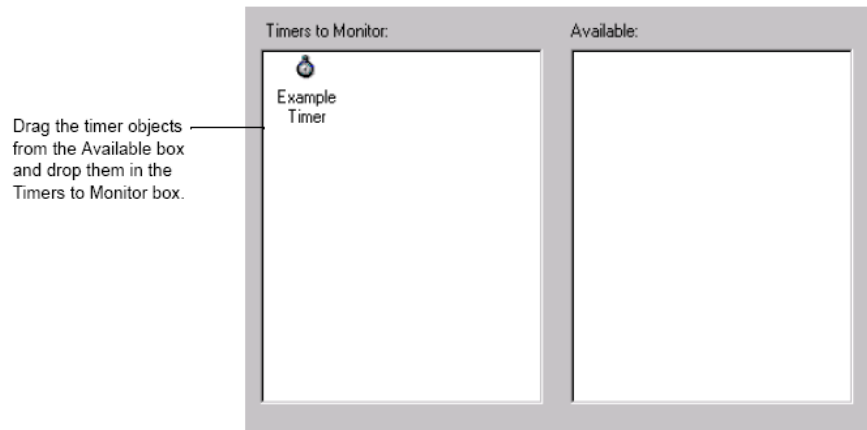 Timers to Monitor:
Available:
Example
Timer
Drag the timer objects
from the Available box
and drop them in the
Timers to Monitor box.